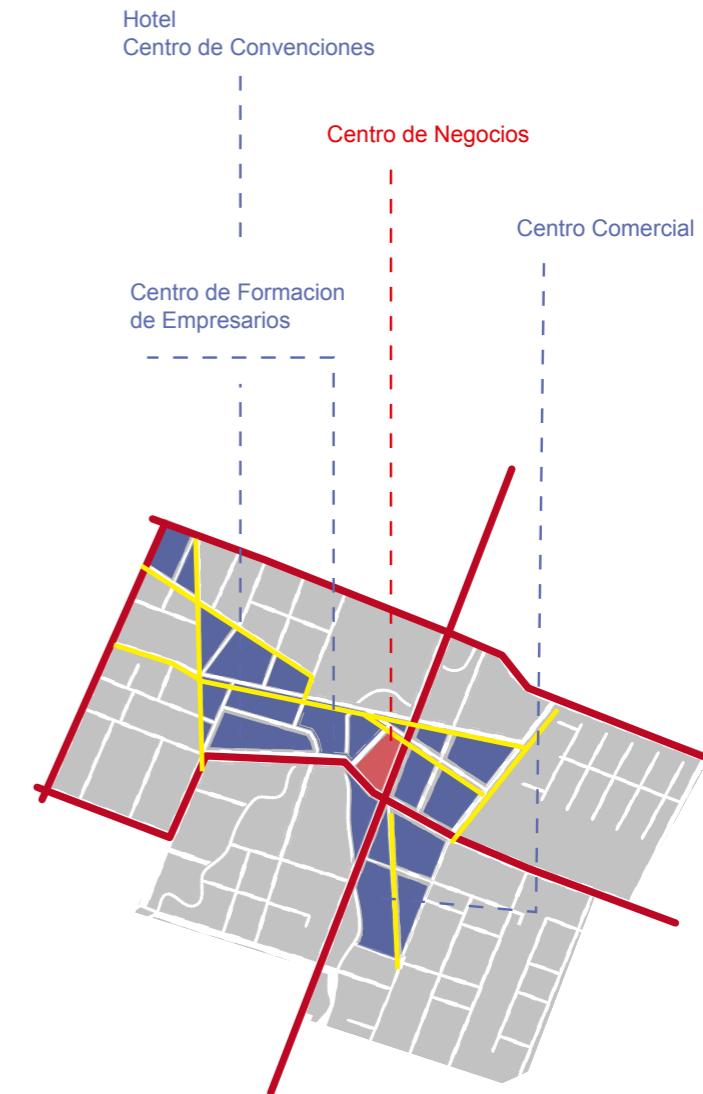 Hotel
Centro de Convenciones
Centro de Negocios
Centro Comercial
Centro de Formacion
de Empresarios